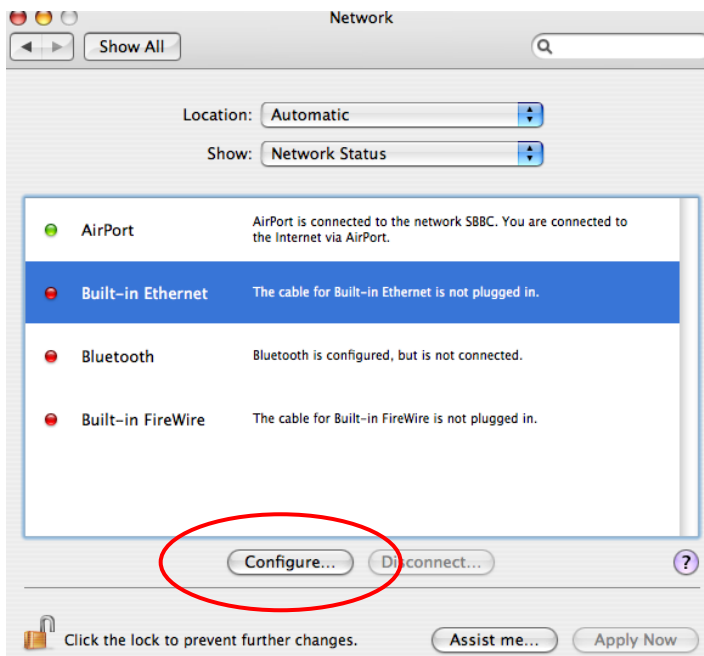 Network
Show All
Location: Automatic
Show: Network Status
AirPort
AirPort is connected to the network SBBC. You are connected to
the Internet via AirPort.
Built-in Ethernet
The cable for Built-in Ethernet is not plugged in.
Bluetooth
Bluetooth is configured, but is not connected.
Built-in FireWire
The cable for Built-in FireWire is not plugged in.
Configure...
Disconnect...
?
Click the lock to prevent further changes.
Assist me...
Apply Now